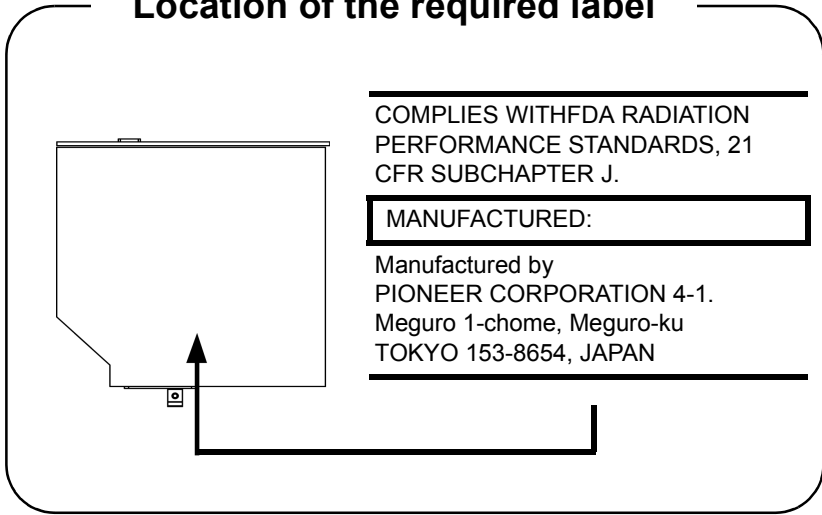 Location of the required label
COMPLIES WITHFDA RADIATION
PERFORMANCE STANDARDS, 21
CFR SUBCHAPTER J.
MANUFACTURED:
Manufactured by
PIONEER CORPORATION 4-1.
Meguro 1-chome, Meguro-ku
TOKYO 153-8654, JAPAN